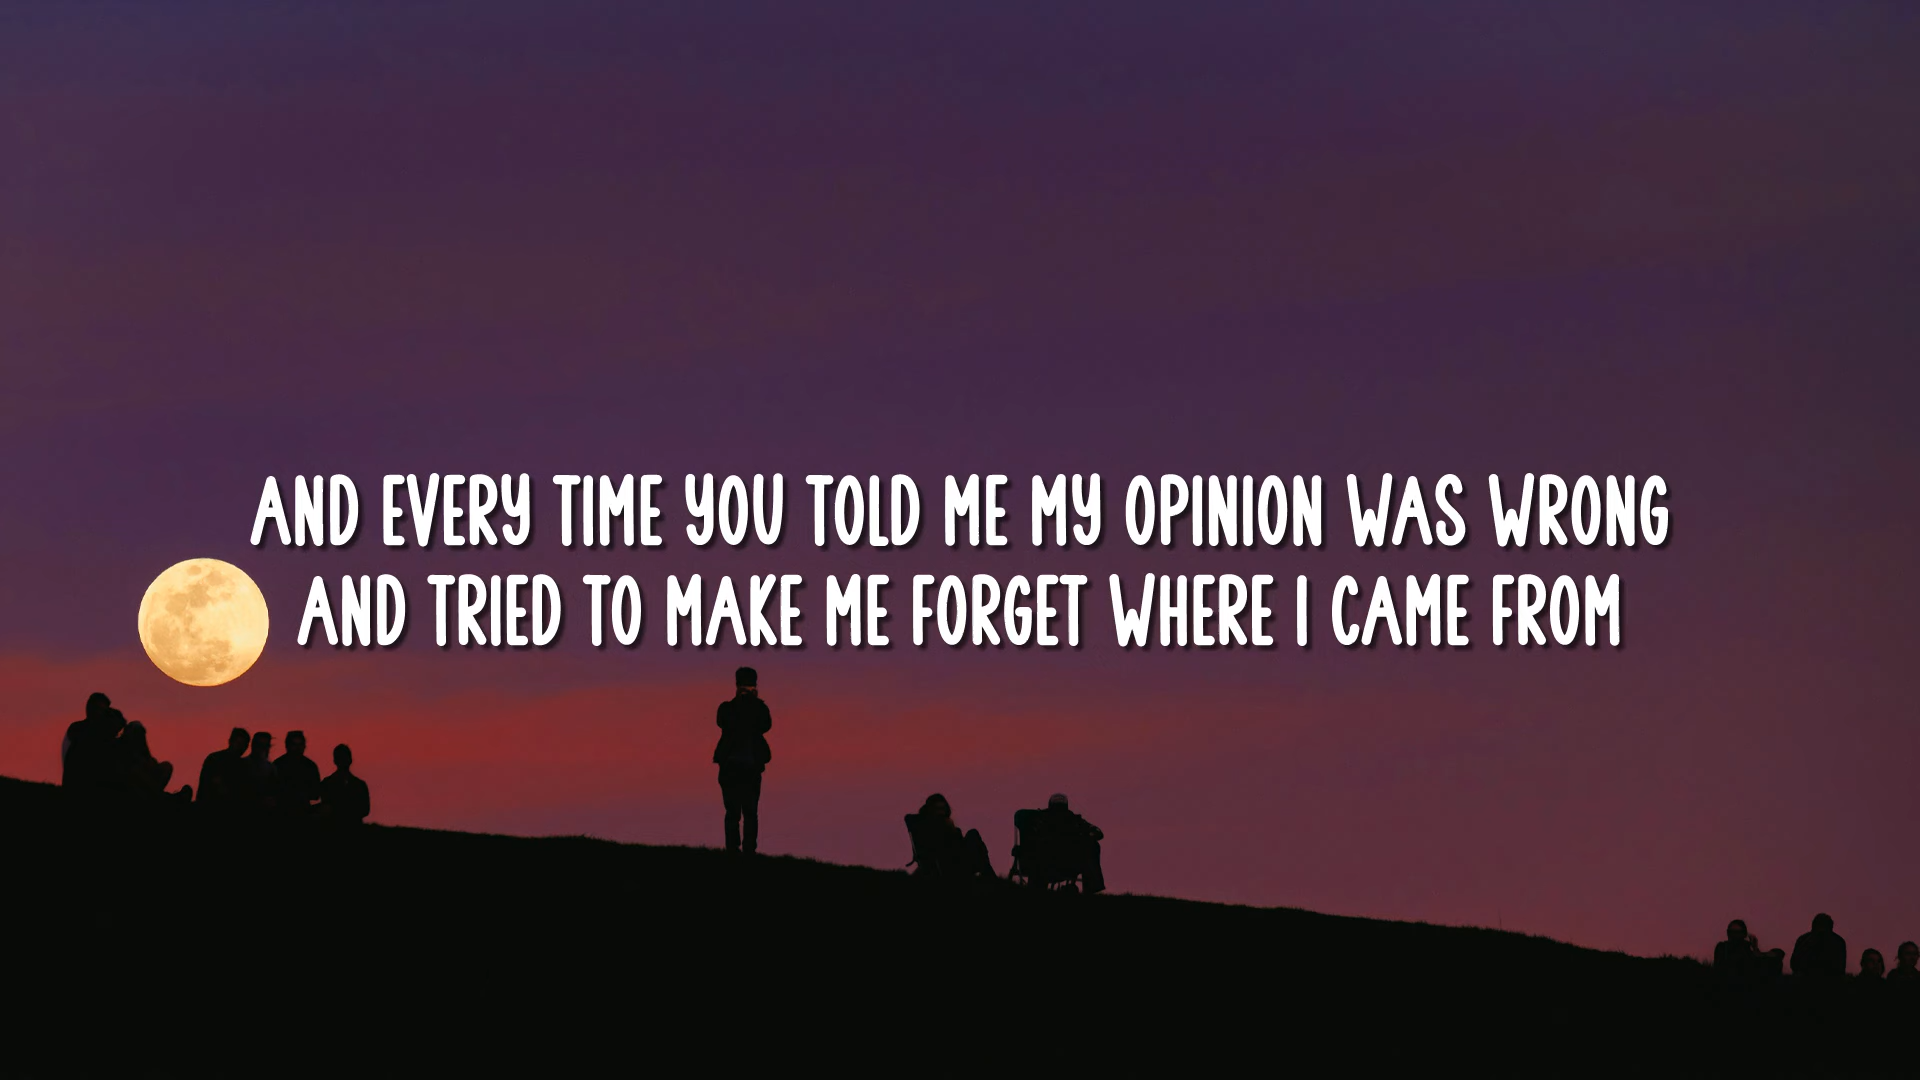 AND EVERY TIME YOU TOLD ME MY OPINION WAS WRONG
AND TRIED TO MAKE ME FORGET WHERE I CAME FROM